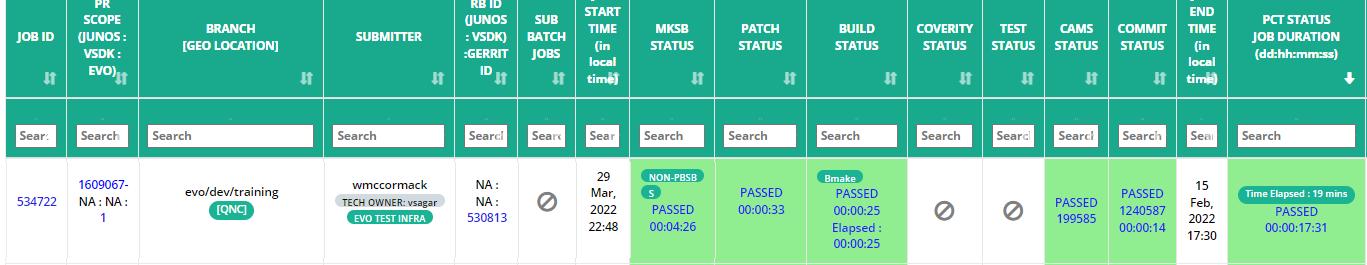 JOB ID
PR
SCOPE
(JUNOS :
VSDK :
EVO)
BRANCH
[GEO LOCATION]
SUBMITTER
RB ID
(JUNOS
: VSDK)
:GERRIT
ID
SUB
BATCH
JOBS
START
TIME
(in
local
time)
MKSB
STATUS
PATCH
STATUS
BUILD
STATUS
COVERITY
STATUS
TEST
STATUS
CAMS
STATUS
COMMIT
STATUS
END
TIME
(in
local
time)
PCT STATUS
JOB DURATION
(dd:hh:mm:ss)
Sear
Search
Search
Search
Search
Searc
Sear
Search
Search
Search
Search
Search
Search
Search
Sea
Search
534722
1609067-
NA : NA :
1
evo/dev/training
[QNC]
wmccormack
TECH OWNER: vsagar
EVO TEST INFRA
NA :
NA :
530813
29
Mar,
2022
22:48
NON-PBSB
S
PASSED
00:04:26
PASSED
00:00:33
Bmake
PASSED
00:00:25
Elapsed :
00:00:25
PASSED
199585
PASSED
1240587
00:00:14
15
Feb,
2022
17:30
Time Elapsed : 19 mins
PASSED
00:00:17:31